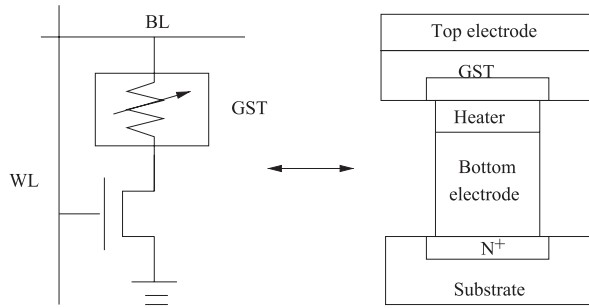 BL
GST
WL
Top electrode
GST
Heater
Bottom
electrode
N+
Substrate